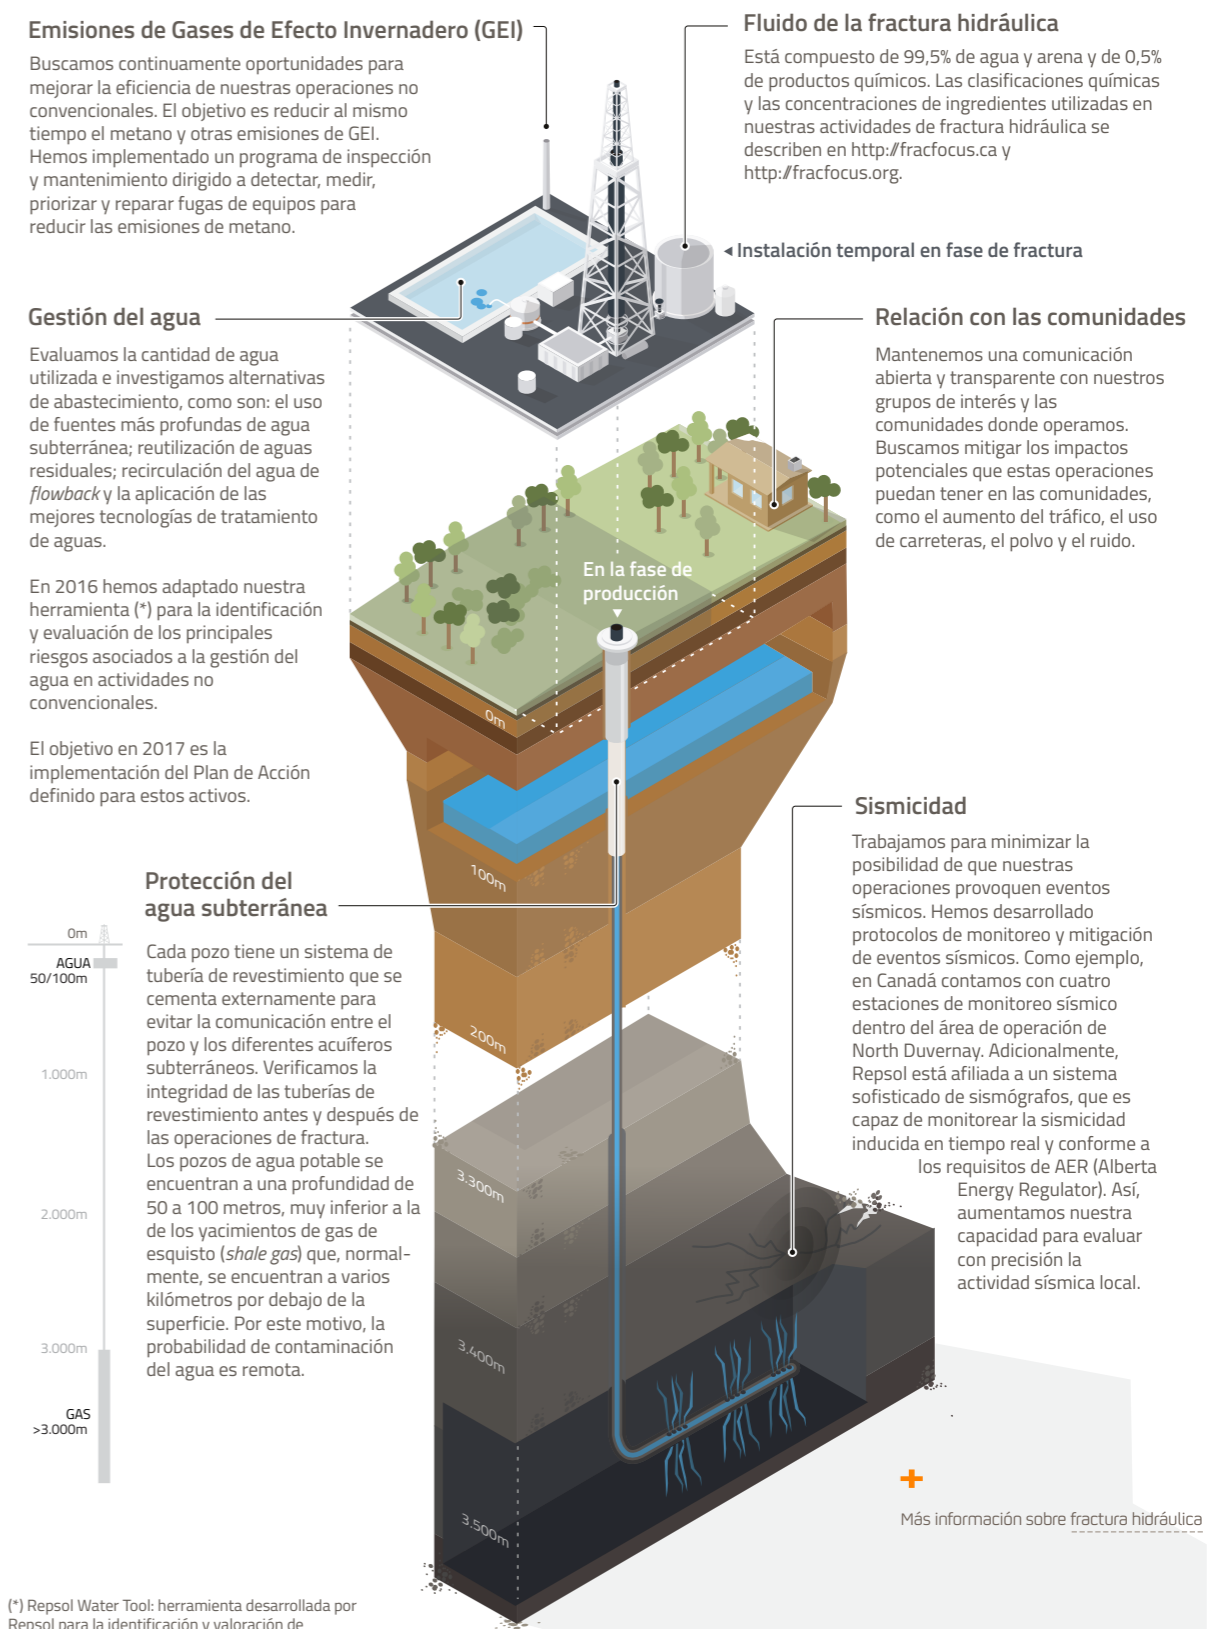 Emisiones de Gases de Efecto Invernadero (GEI)
Buscamos continuamente oportunidades para
mejorar la eficiencia de nuestras operaciones no
convencionales. El objetivo es reducir al mismo
tiempo el metano y otras emisiones de GEI.
Hemos implementado un programa de inspección
y mantenimiento dirigido a detectar, medir,
priorizar y reparar fugas de equipos para
reducir las emisiones de metano.
Fluido de la fractura hidráulica
Está compuesto de 99,5% de agua y arena y de 0,5%
de productos químicos. Las clasificaciones químicas
y las concentraciones de ingredientes utilizadas en
nuestras actividades de fractura hidráulica se
describen en http://fracfocus.ca y
http://fracfocus.org.
Instalación temporal en fase de fractura
Gestión del agua
Evaluamos la cantidad de agua
utilizada e investigamos alternativas
de abastecimiento, como son: el uso
de fuentes más profundas de agua
subterránea; reutilización de aguas
residuales; recirculación del agua de
flowback y la aplicación de las
mejores tecnologías de tratamiento
de aguas.
En 2016 hemos adaptado nuestra
herramienta (*) para la identificación
y evaluación de los principales
riesgos asociados a la gestión del
agua en actividades no
convencionales.
El objetivo en 2017 es la
implementación del Plan de Acción
definido para estos activos.
Relación con las comunidades
Mantenemos una comunicación
abierta y transparente con nuestros
grupos de interés y las
comunidades donde operamos.
Buscamos mitigar los impactos
potenciales que estas operaciones
puedan tener en las comunidades,
como el aumento del tráfico, el uso
de carreteras, el polvo y el ruido.
En la fase de
producción
0m
100m
200m
3.300m
3.400m
3.500m
Sismicidad
Trabajamos para minimizar la
posibilidad de que nuestras
operaciones provoquen eventos
sísmicos. Hemos desarrollado
protocolos de monitoreo y mitigación
de eventos sísmicos. Como ejemplo,
en Canadá contamos con cuatro
estaciones de monitoreo sísmico
dentro del área de operación de
North Duvernay. Adicionalmente,
Repsol está afiliada a un sistema
sofisticado de sismógrafos, que es
capaz de monitorear la sismicidad
inducida en tiempo real y conforme a
los requisitos de AER (Alberta
Energy Regulator). Así,
aumentamos nuestra
capacidad para evaluar
con precisión la
actividad sísmica local.
Protección del
agua subterránea
Cada pozo tiene un sistema de
tubería de revestimiento que se
cementa externamente para
evitar la comunicación entre el
pozo y los diferentes acuíferos
subterráneos. Verificamos la
integridad de las tuberías de
revestimiento antes y después de
las operaciones de fractura.
Los pozos de agua potable se
encuentran a una profundidad de
50 a 100 metros, muy inferior a la
de los yacimientos de gas de
esquisto (shale gas) que, normal-
mente, se encuentran a varios
kilómetros por debajo de la
superficie. Por este motivo, la
probabilidad de contaminación
del agua es remota.
0m
AGUA
50/100m
1.000m
2.000m
3.000m
GAS
>3.000m
+
Más información sobre fractura hidráulica
(*) Repsol Water Tool: herramienta desarrollada por
Repsol para la identificación y valoración de